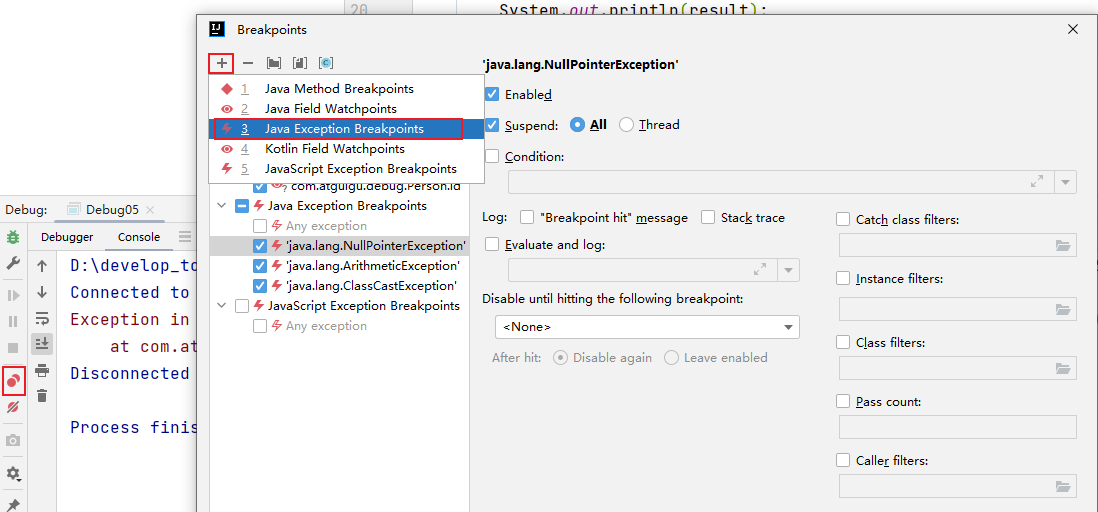 20 System.out.println(result);
Breakpoints
1 Java Method Breakpoints
2 Java Field Watchpoints
3 Java Exception Breakpoints
4 Kotlin Field Watchpoints
5 JavaScript Exception Breakpoints
com.atguigu.debug.Person.id
Java Exception Breakpoints
Any exception
'java.lang.NullPointerException'
'java.lang.ArithmeticException'
'java.lang.ClassCastException'
JavaScript Exception Breakpoints
Any exception
'java.lang.NullPointerException'
Enabled
Suspend: All Thread
Condition:
Log: "Breakpoint hit" message Stack trace
Evaluate and log:
Disable until hitting the following breakpoint:
<None>
After hit: Disable again Leave enabled
Catch class filters:
Instance filters:
Class filters:
Pass count:
Caller filters:
Debug: Debug05
Debugger Console
D:\develop_to
Connected to
Exception in
at com.at
Disconnected
Process finis